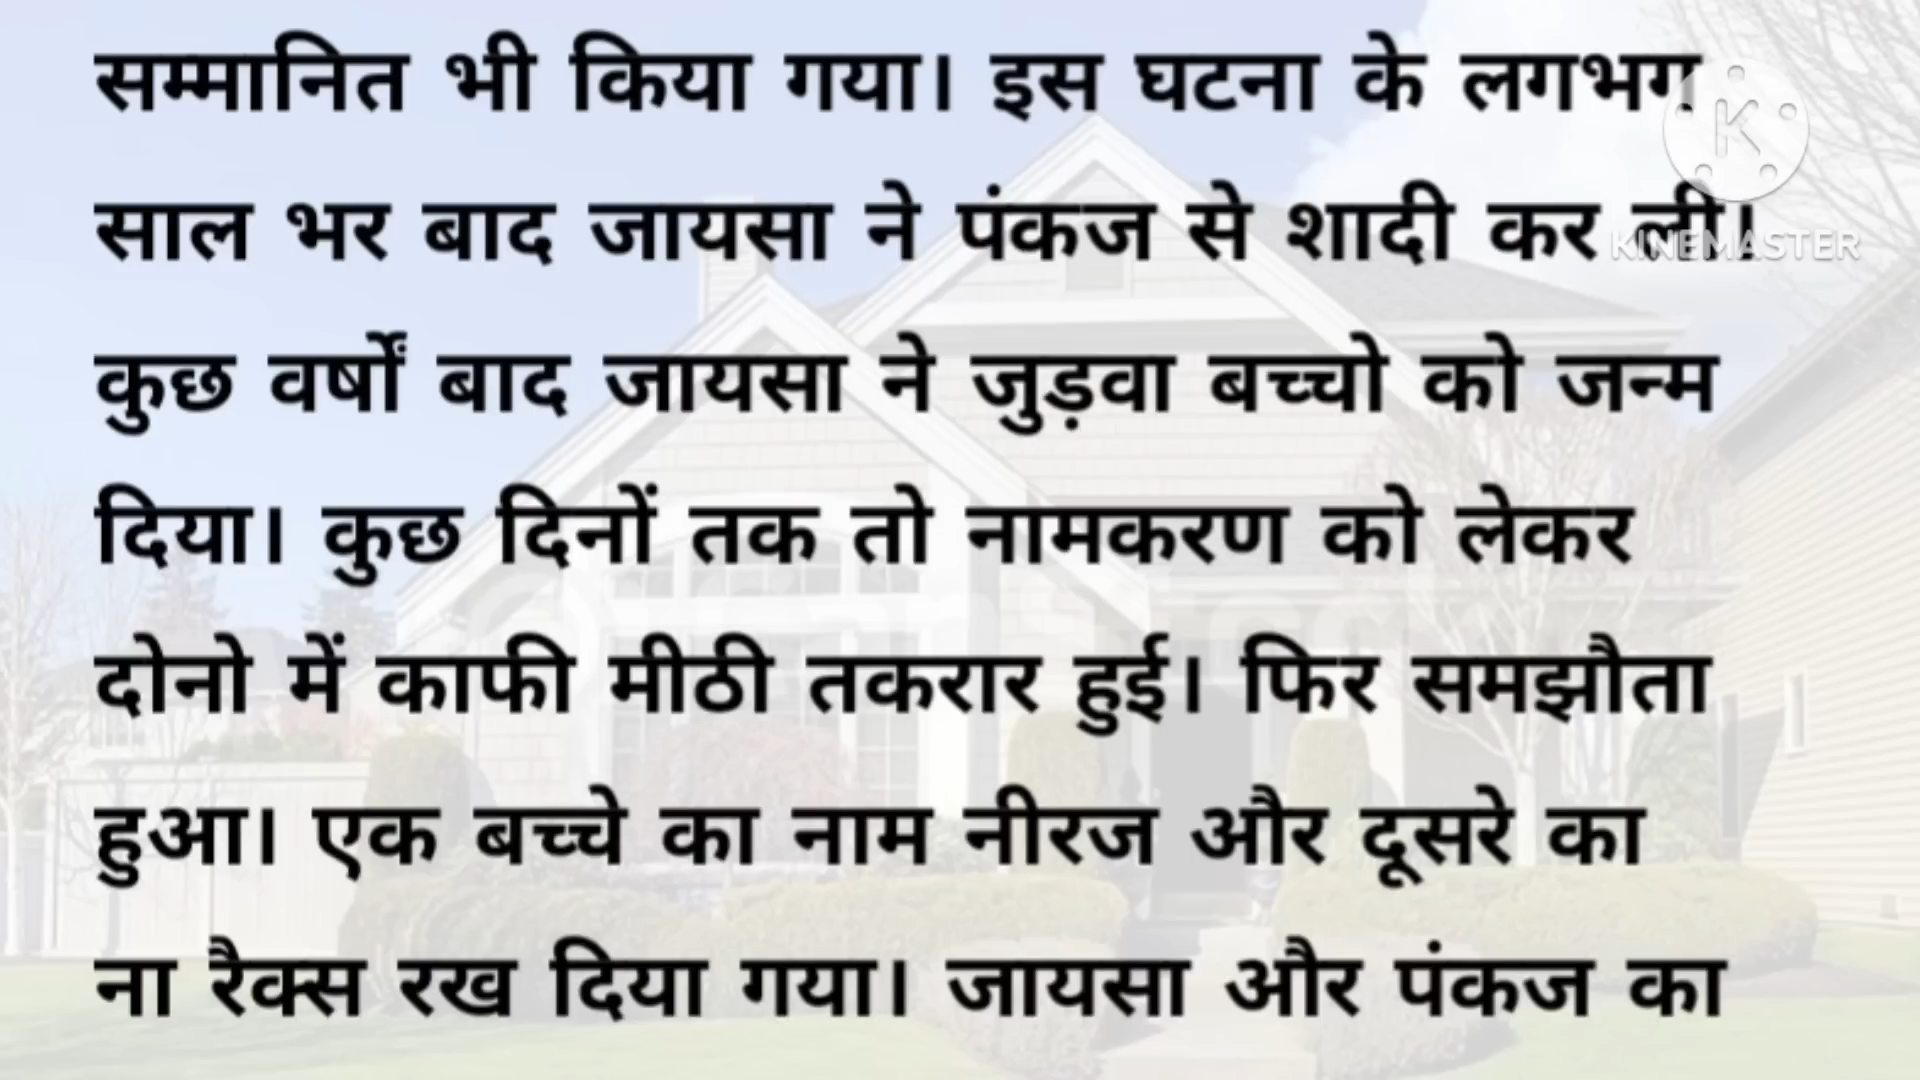 सम्मानित भी किया गया। इस घटना के लगभग
साल भर बाद जायसा ने पंकज से शादी कर ली।
कुछ वर्षों बाद जायसा ने जुड़वा बच्चो को जन्म
दिया। कुछ दिनों तक तो नामकरण को लेकर
दोनो में काफी मीठी तकरार हुई। फिर समझौता
हुआ। एक बच्चे का नाम नीरज और दूसरे का
ना रैक्स रख दिया गया। जायसा और पंकज का
K
KINEMASTER